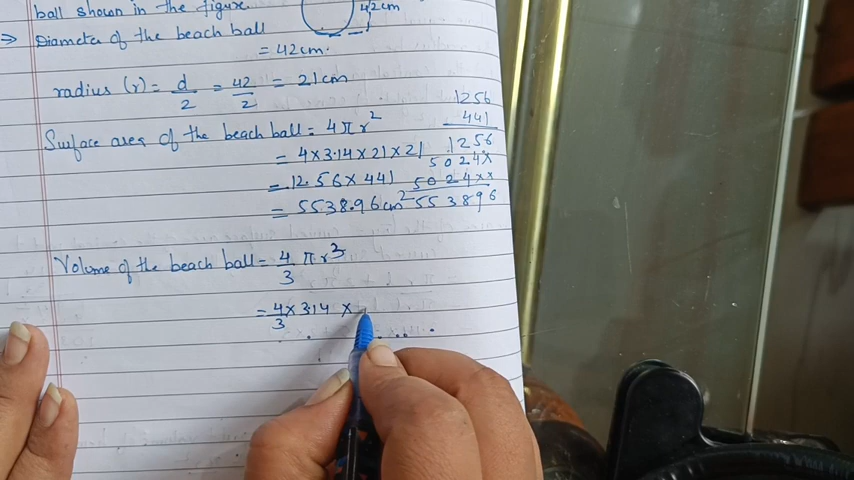 ball shown in the figure.
42cm
=> Diameter of the beach ball
= 42cm.
radius (r) = d/2 = 42/2 = 21cm
Surface area of the beach ball = 4πr²
= 4×3.14×21×21
= 12.56×441
= 5538.96cm²
1256
441
1256
5024×
5024××
553896
Volume of the beach ball = 4/3 πr³
= 4/3 × 3.14 ×